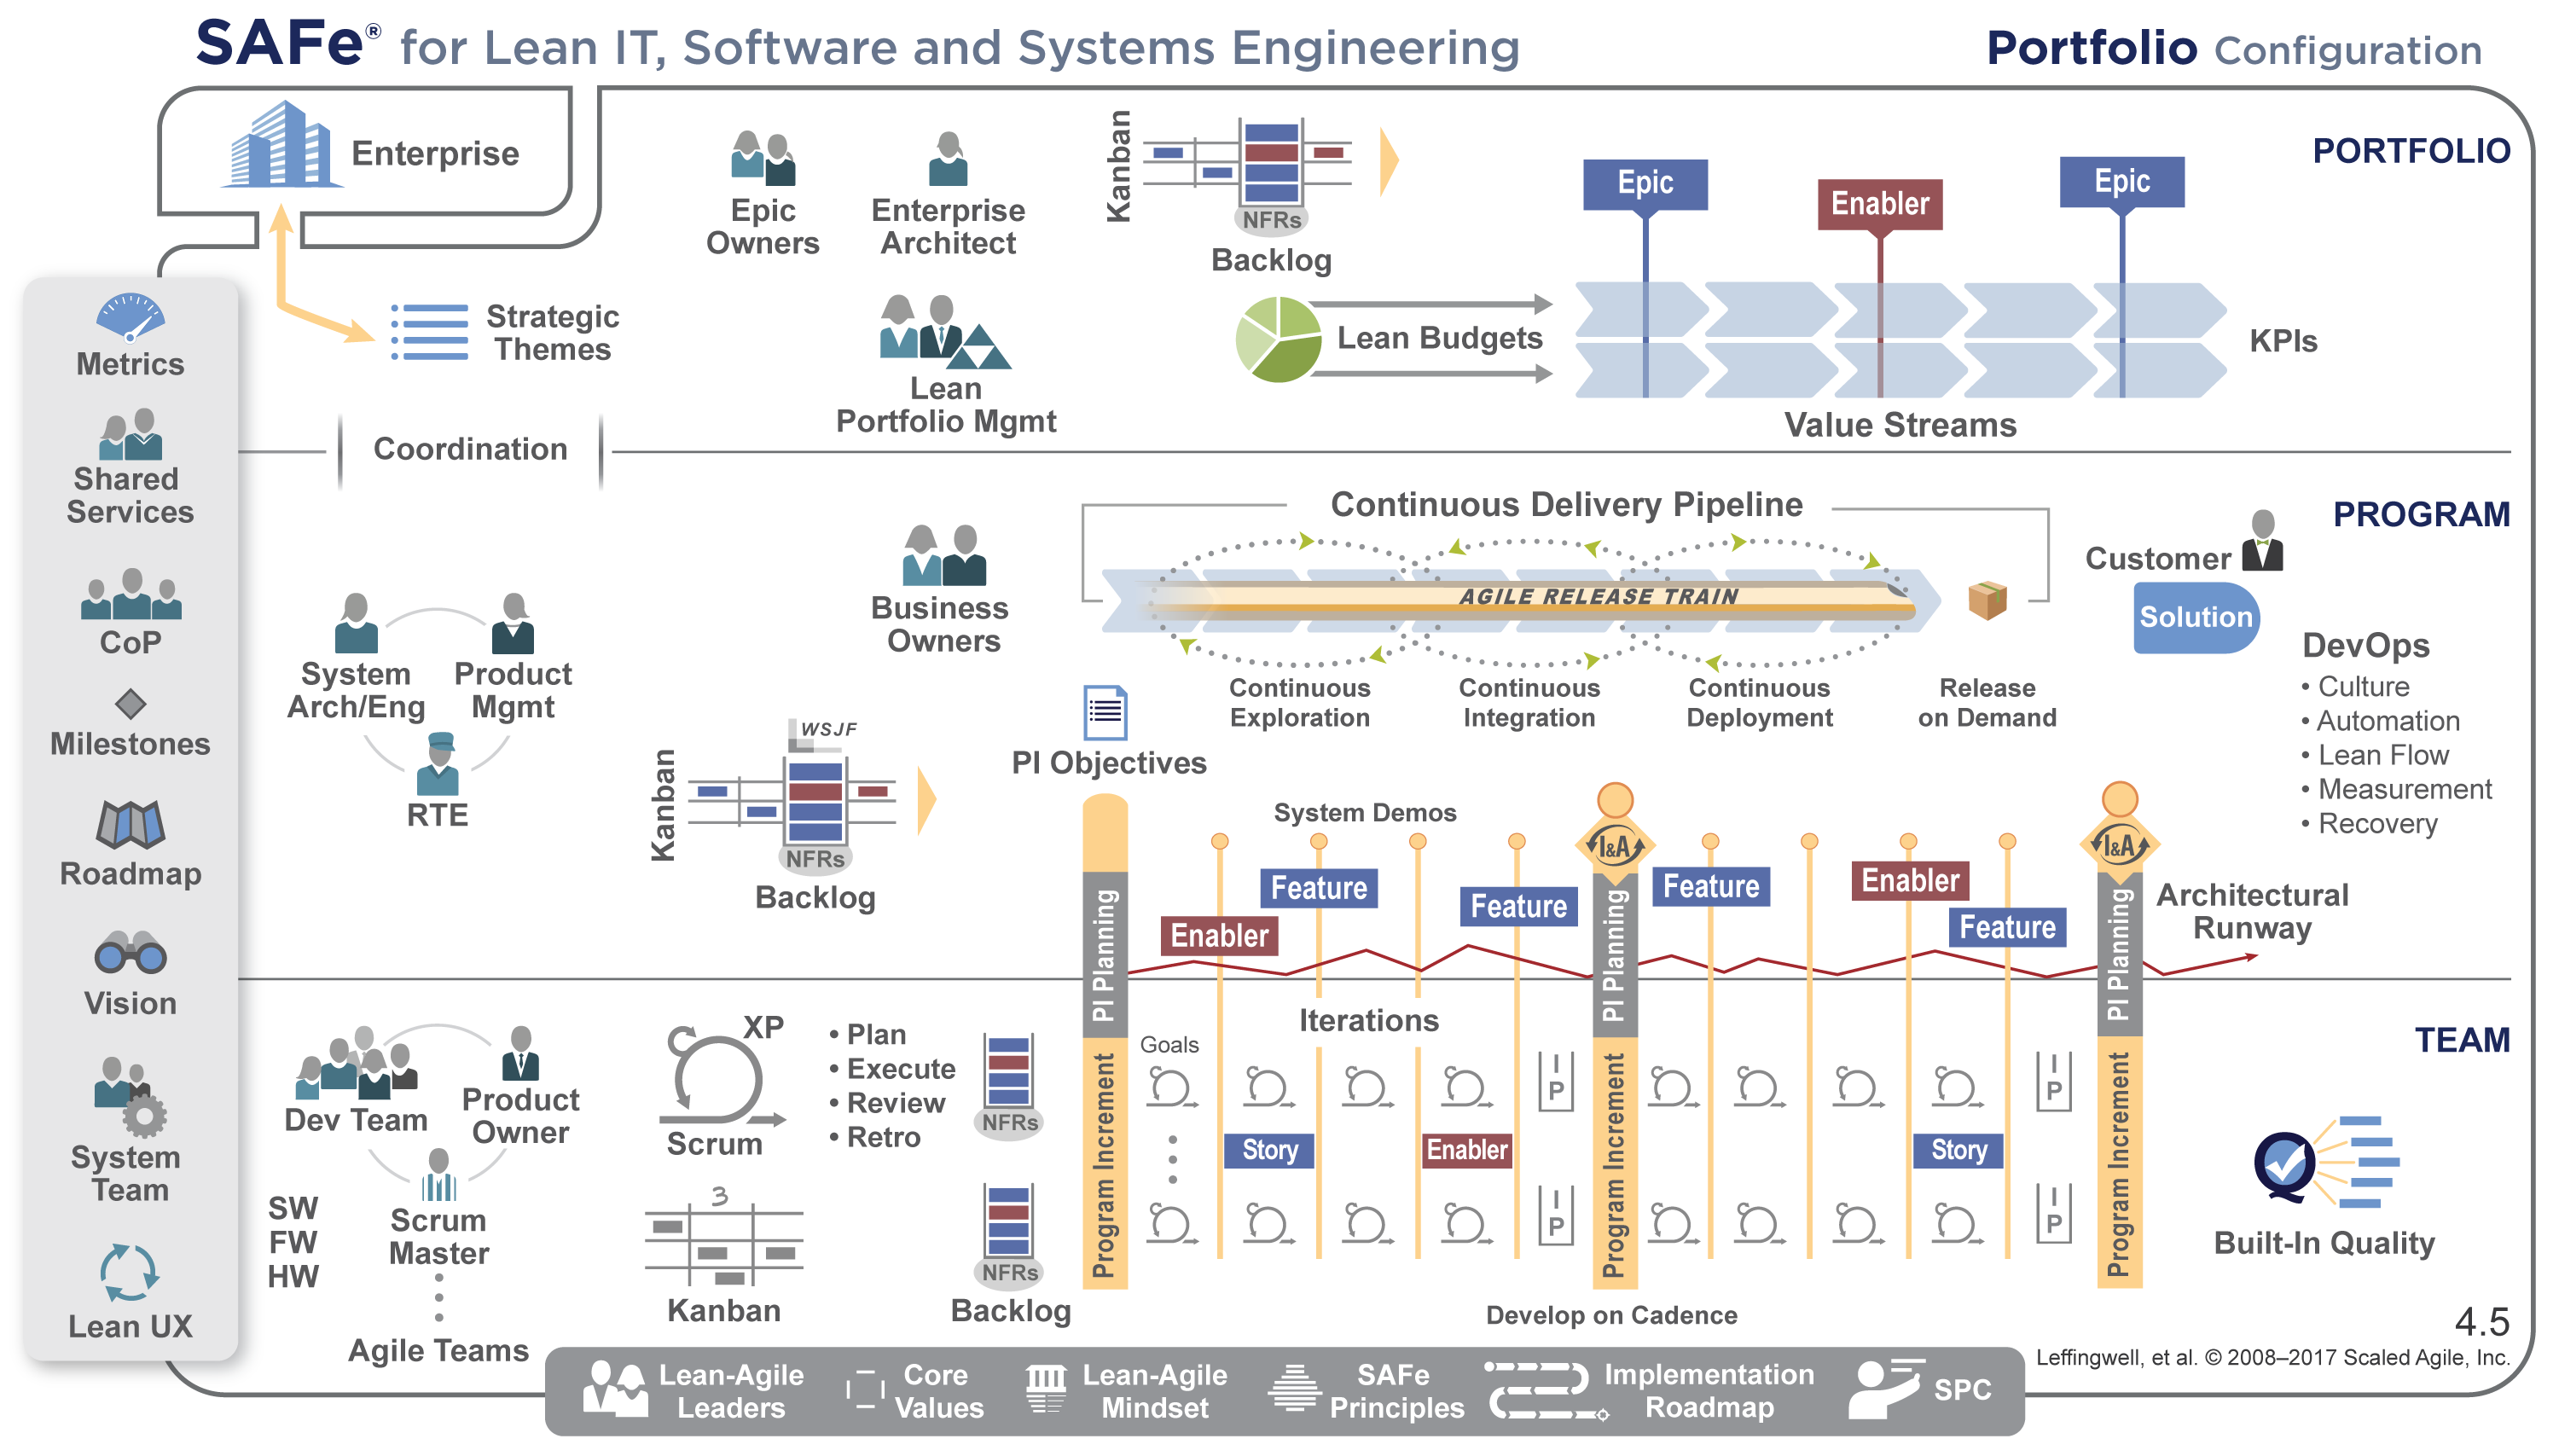 SAFe® for Lean IT, Software and Systems Engineering
Portfolio Configuration
Enterprise
Strategic
Themes
Epic
Owners
Enterprise
Architect
Lean
Portfolio Mgmt
Kanban
NFRs
Backlog
Lean Budgets
Epic
Enabler
Epic
KPIs
Value Streams
PORTFOLIO
Coordination
Metrics
Shared
Services
CoP
Milestones
Roadmap
Vision
System
Team
Lean UX
PROGRAM
System
Arch/Eng
Product
Mgmt
RTE
Business
Owners
Kanban
WSJF
NFRs
Backlog
Continuous Delivery Pipeline
AGILE RELEASE TRAIN
Continuous
Exploration
Continuous
Integration
Continuous
Deployment
Release
on Demand
Customer
Solution
DevOps
• Culture
• Automation
• Lean Flow
• Measurement
• Recovery
PI Objectives
System Demos
I&A
I&A
Enabler
Feature
Feature
Feature
Enabler
Feature
Architectural
Runway
PI Planning
PI Planning
PI Planning
TEAM
Dev Team
Product
Owner
Scrum
Master
SW
FW
HW
Agile Teams
XP
Scrum
• Plan
• Execute
• Review
• Retro
3
Kanban
NFRs
NFRs
Backlog
Program Increment
Program Increment
Program Increment
Iterations
Goals
I
P
I
P
Story
Enabler
Story
I
P
I
P
Develop on Cadence
Built-In Quality
4.5
Leffingwell, et al. © 2008–2017 Scaled Agile, Inc.
Lean-Agile
Leaders
Core
Values
Lean-Agile
Mindset
SAFe
Principles
Implementation
Roadmap
SPC